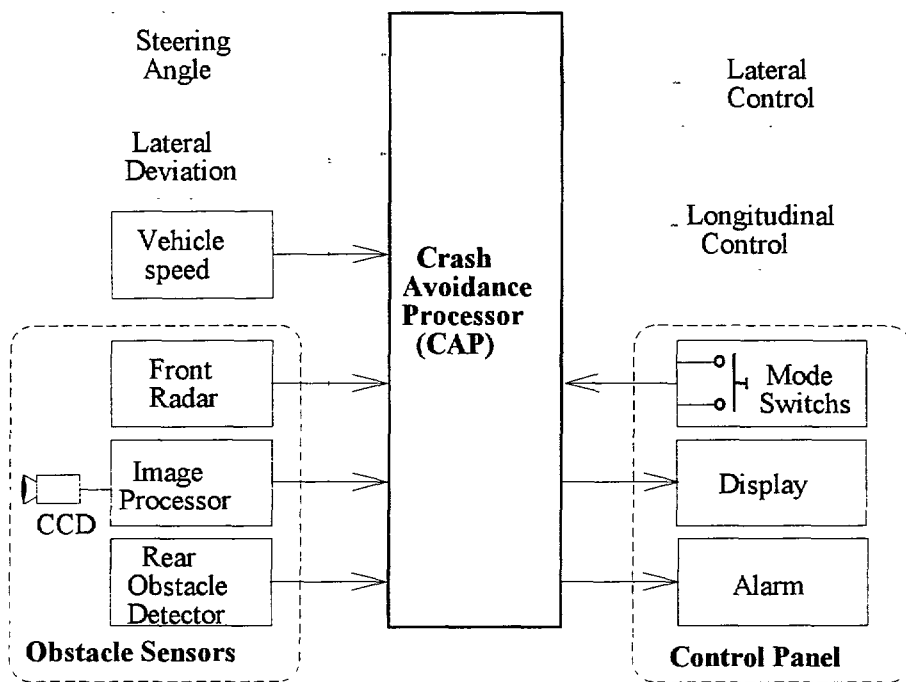 Steering
Angle
Lateral
Deviation
Vehicle
speed
Front
Radar
Image
Processor
CCD
Rear
Obstacle
Detector
Obstacle Sensors
Crash
Avoidance
Processor
(CAP)
Lateral
Control
Longitudinal
Control
Mode
Switchs
Display
Alarm
Control Panel